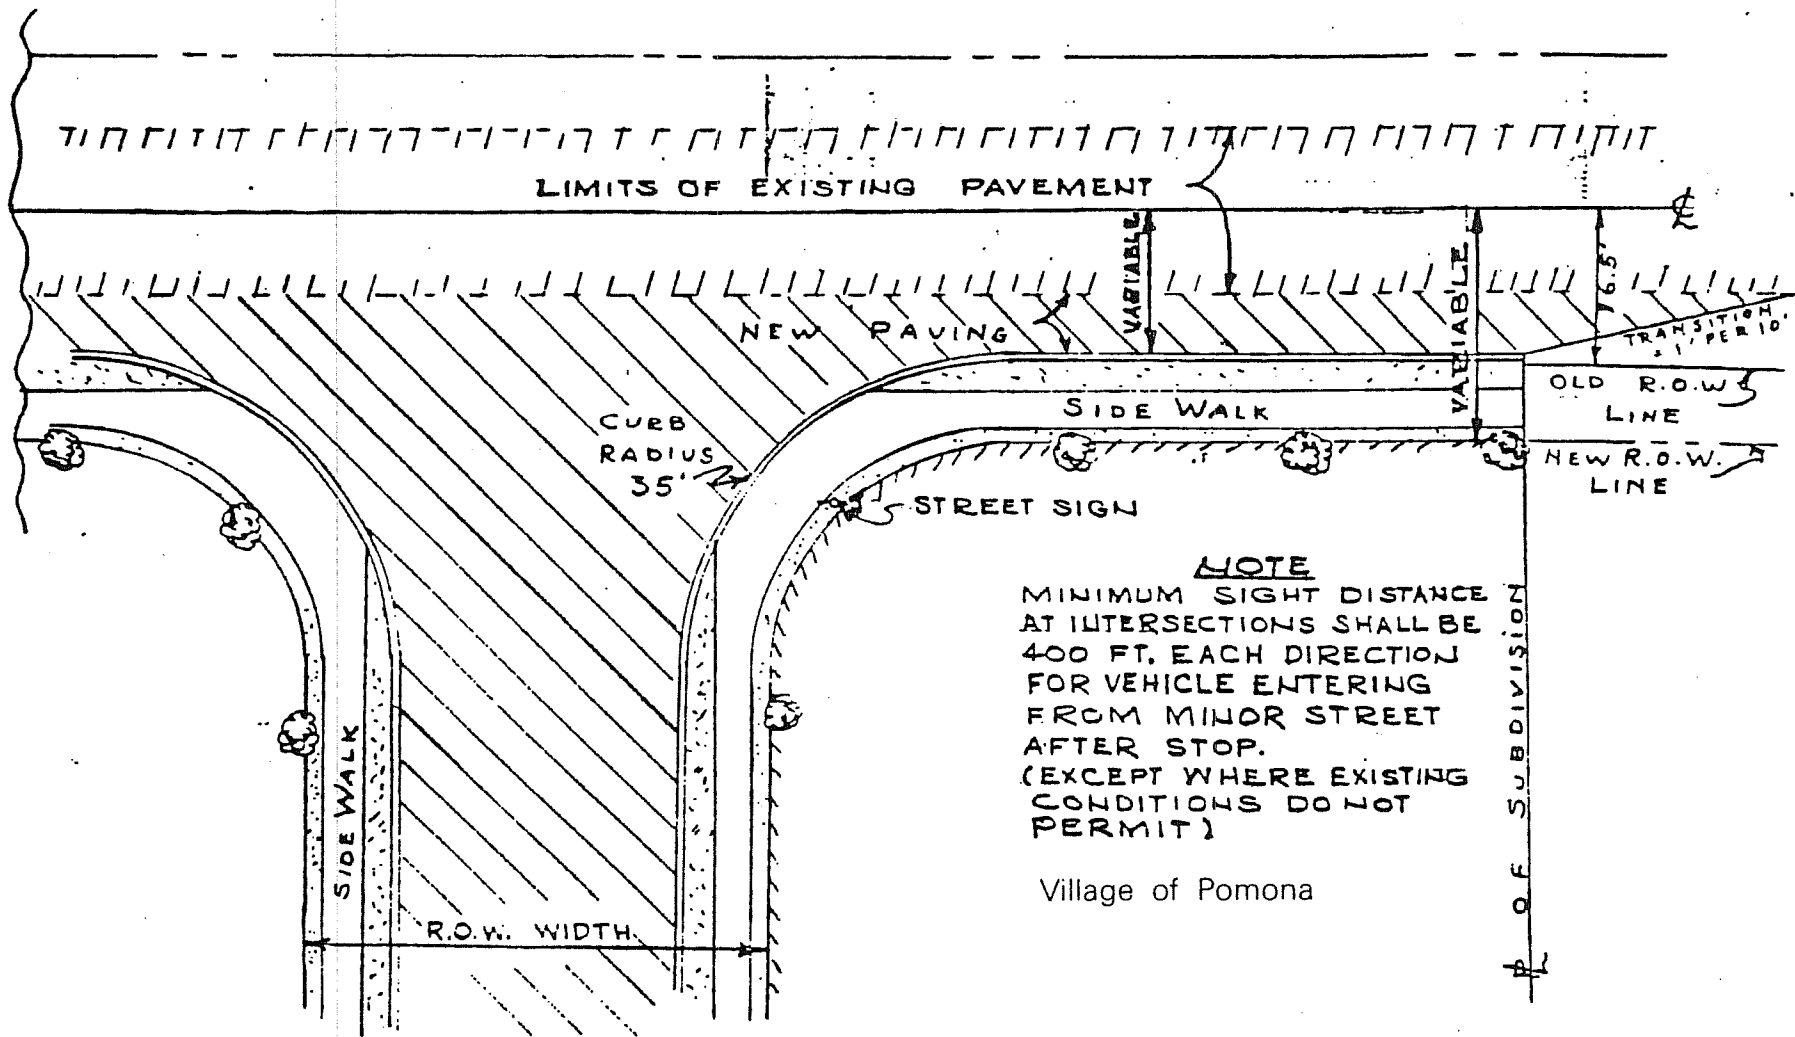 LIMITS OF EXISTING PAVEMENT
℄
VARIABLE
VARIABLE
16.5'
NEW PAVING
TRANSITION
1' PER 10'
OLD R.O.W.
LINE
SIDE WALK
CURB
RADIUS
35'
NEW R.O.W.
LINE
STREET SIGN
NOTE
MINIMUM SIGHT DISTANCE
AT INTERSECTIONS SHALL BE
400 FT. EACH DIRECTION
FOR VEHICLE ENTERING
FROM MINOR STREET
AFTER STOP.
(EXCEPT WHERE EXISTING
CONDITIONS DO NOT
PERMIT)
SIDE WALK
Village of Pomona
R.O.W. WIDTH
OF SUBDIVISION